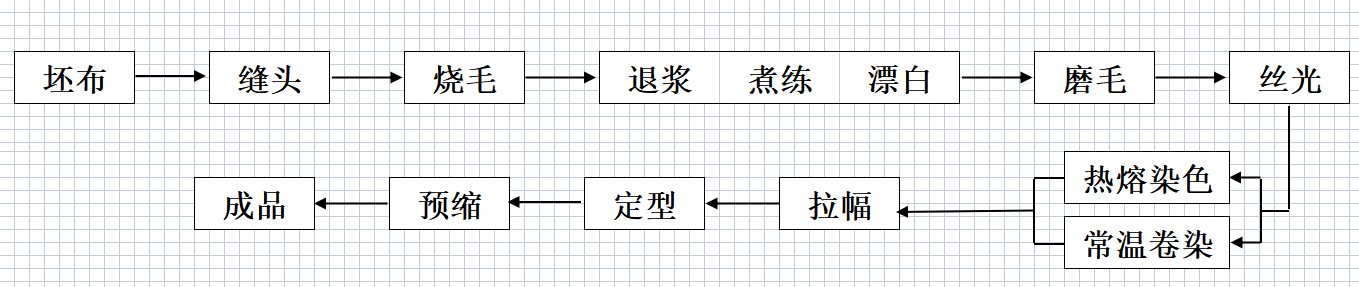 坯布
缝头
烧毛
退浆 煮练 漂白
磨毛
丝光
热熔染色
常温卷染
拉幅
定型
预缩
成品